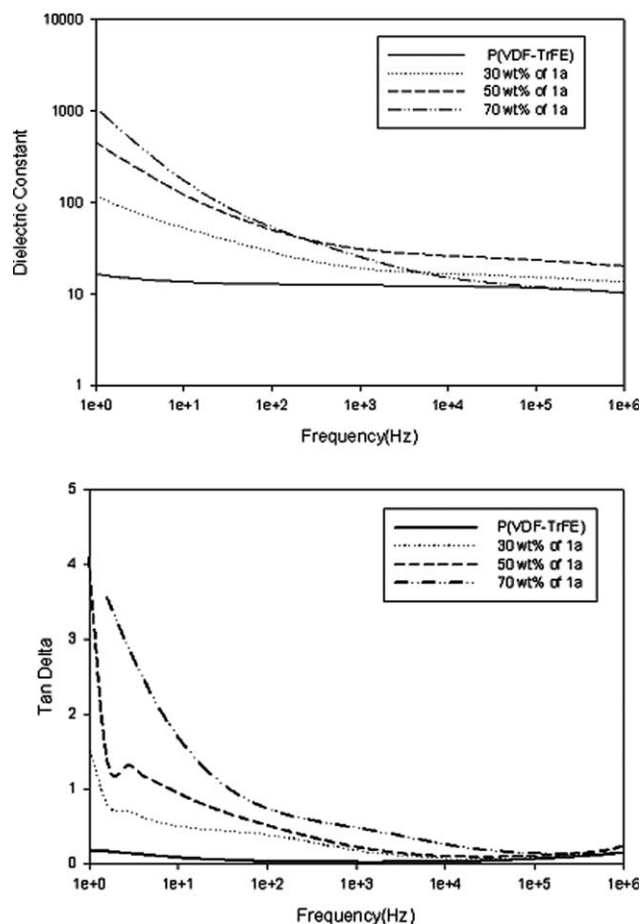 10000
1000
100
10
1
Dielectric Constant
P(VDF-TrFE)
30 wt% of 1a
50 wt% of 1a
70 wt% of 1a
1e+0 1e+1 1e+2 1e+3 1e+4 1e+5 1e+6
Frequency(Hz)
5
4
3
2
1
0
Tan Delta
P(VDF-TrFE)
30 wt% of 1a
50 wt% of 1a
70 wt% of 1a
1e+0 1e+1 1e+2 1e+3 1e+4 1e+5 1e+6
Frequency(Hz)